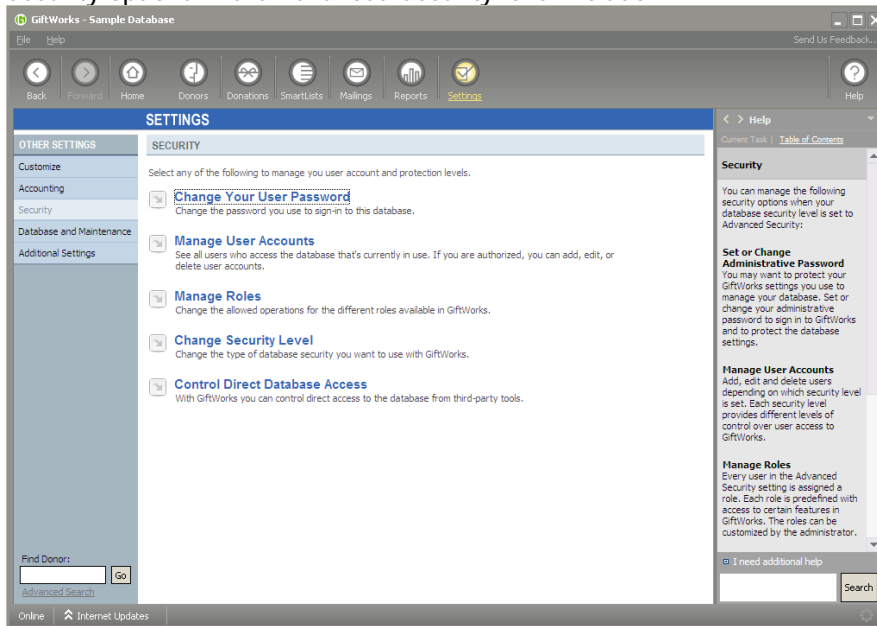 GiftWorks - Sample Database
File Help
Send Us Feedback...
Back Forward Home Donors Donations SmartLists Mailings Reports Settings
Help
SETTINGS
OTHER SETTINGS
Customize
Accounting
Security
Database and Maintenance
Additional Settings
Find Donor:
Go
Advanced Search
SECURITY
Select any of the following to manage you user account and protection levels.
Change Your User Password
Change the password you use to sign-in to this database.
Manage User Accounts
See all users who access the database that's currently in use. If you are authorized, you can add, edit, or
delete user accounts.
Manage Roles
Change the allowed operations for the different roles available in GiftWorks.
Change Security Level
Change the type of database security you want to use with GiftWorks.
Control Direct Database Access
With GiftWorks you can control direct access to the database from third-party tools.
< > Help
Current Task | Table of Contents
Security
You can manage the following
security options when your
database security level is set to
Advanced Security:
Set or Change
Administrative Password
You may want to protect your
GiftWorks settings you use to
manage your database. Set or
change your administrative
password to sign in to GiftWorks
and to protect the database
settings.
Manage User Accounts
Add, edit and delete users
depending on which security level
is set. Each security level
provides different levels of
control over user access to
GiftWorks.
Manage Roles
Every user in the Advanced
Security setting is assigned a
role. Each role is predefined with
access to certain features in
GiftWorks. The roles can be
customized by the administrator.
I need additional help
Search
Online Internet Updates